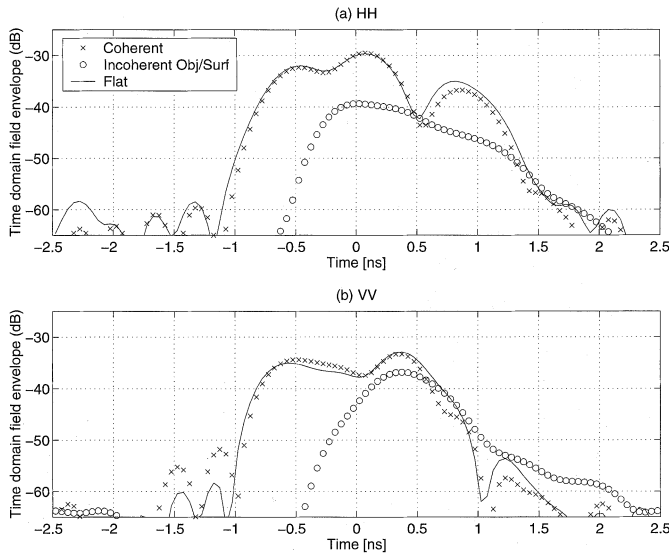 (a) HH
Time domain field envelope (dB)
−30
−40
−50
−60
× Coherent
○ Incoherent Obj/Surf
— Flat
−2.5 −2 −1.5 −1 −0.5 0 0.5 1 1.5 2 2.5
Time [ns]
(b) VV
Time domain field envelope (dB)
−30
−40
−50
−60
−2.5 −2 −1.5 −1 −0.5 0 0.5 1 1.5 2 2.5
Time [ns]